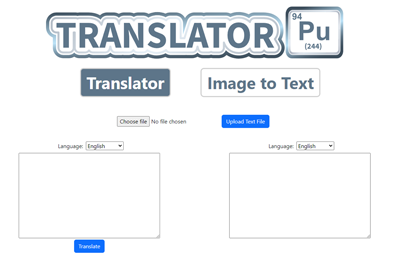 TRANSLATOR
94
Pu
(244)
Translator
Image to Text
Choose file No file chosen
Upload Text File
Language: English
Language: English
Translate